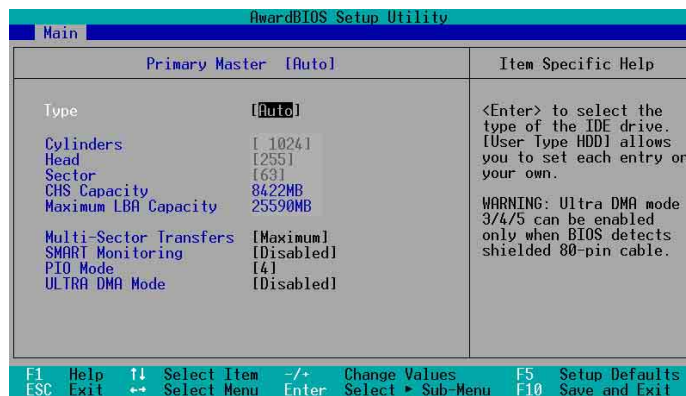 AwardBIOS Setup Utility
Main
Primary Master [Auto]
Item Specific Help
Type [Auto]
Cylinders [ 1024]
Head [255]
Sector [63]
CHS Capacity 8422MB
Maximum LBA Capacity 25590MB
Multi-Sector Transfers [Maximum]
SMART Monitoring [Disabled]
PIO Mode [4]
ULTRA DMA Mode [Disabled]
<Enter> to select the
type of the IDE drive.
[User Type HDD] allows
you to set each entry on
your own.
WARNING: Ultra DMA mode
3/4/5 can be enabled
only when BIOS detects
shielded 80-pin cable.
F1 Help ↑↓ Select Item -/+ Change Values F5 Setup Defaults
ESC Exit ←→ Select Menu Enter Select ► Sub-Menu F10 Save and Exit